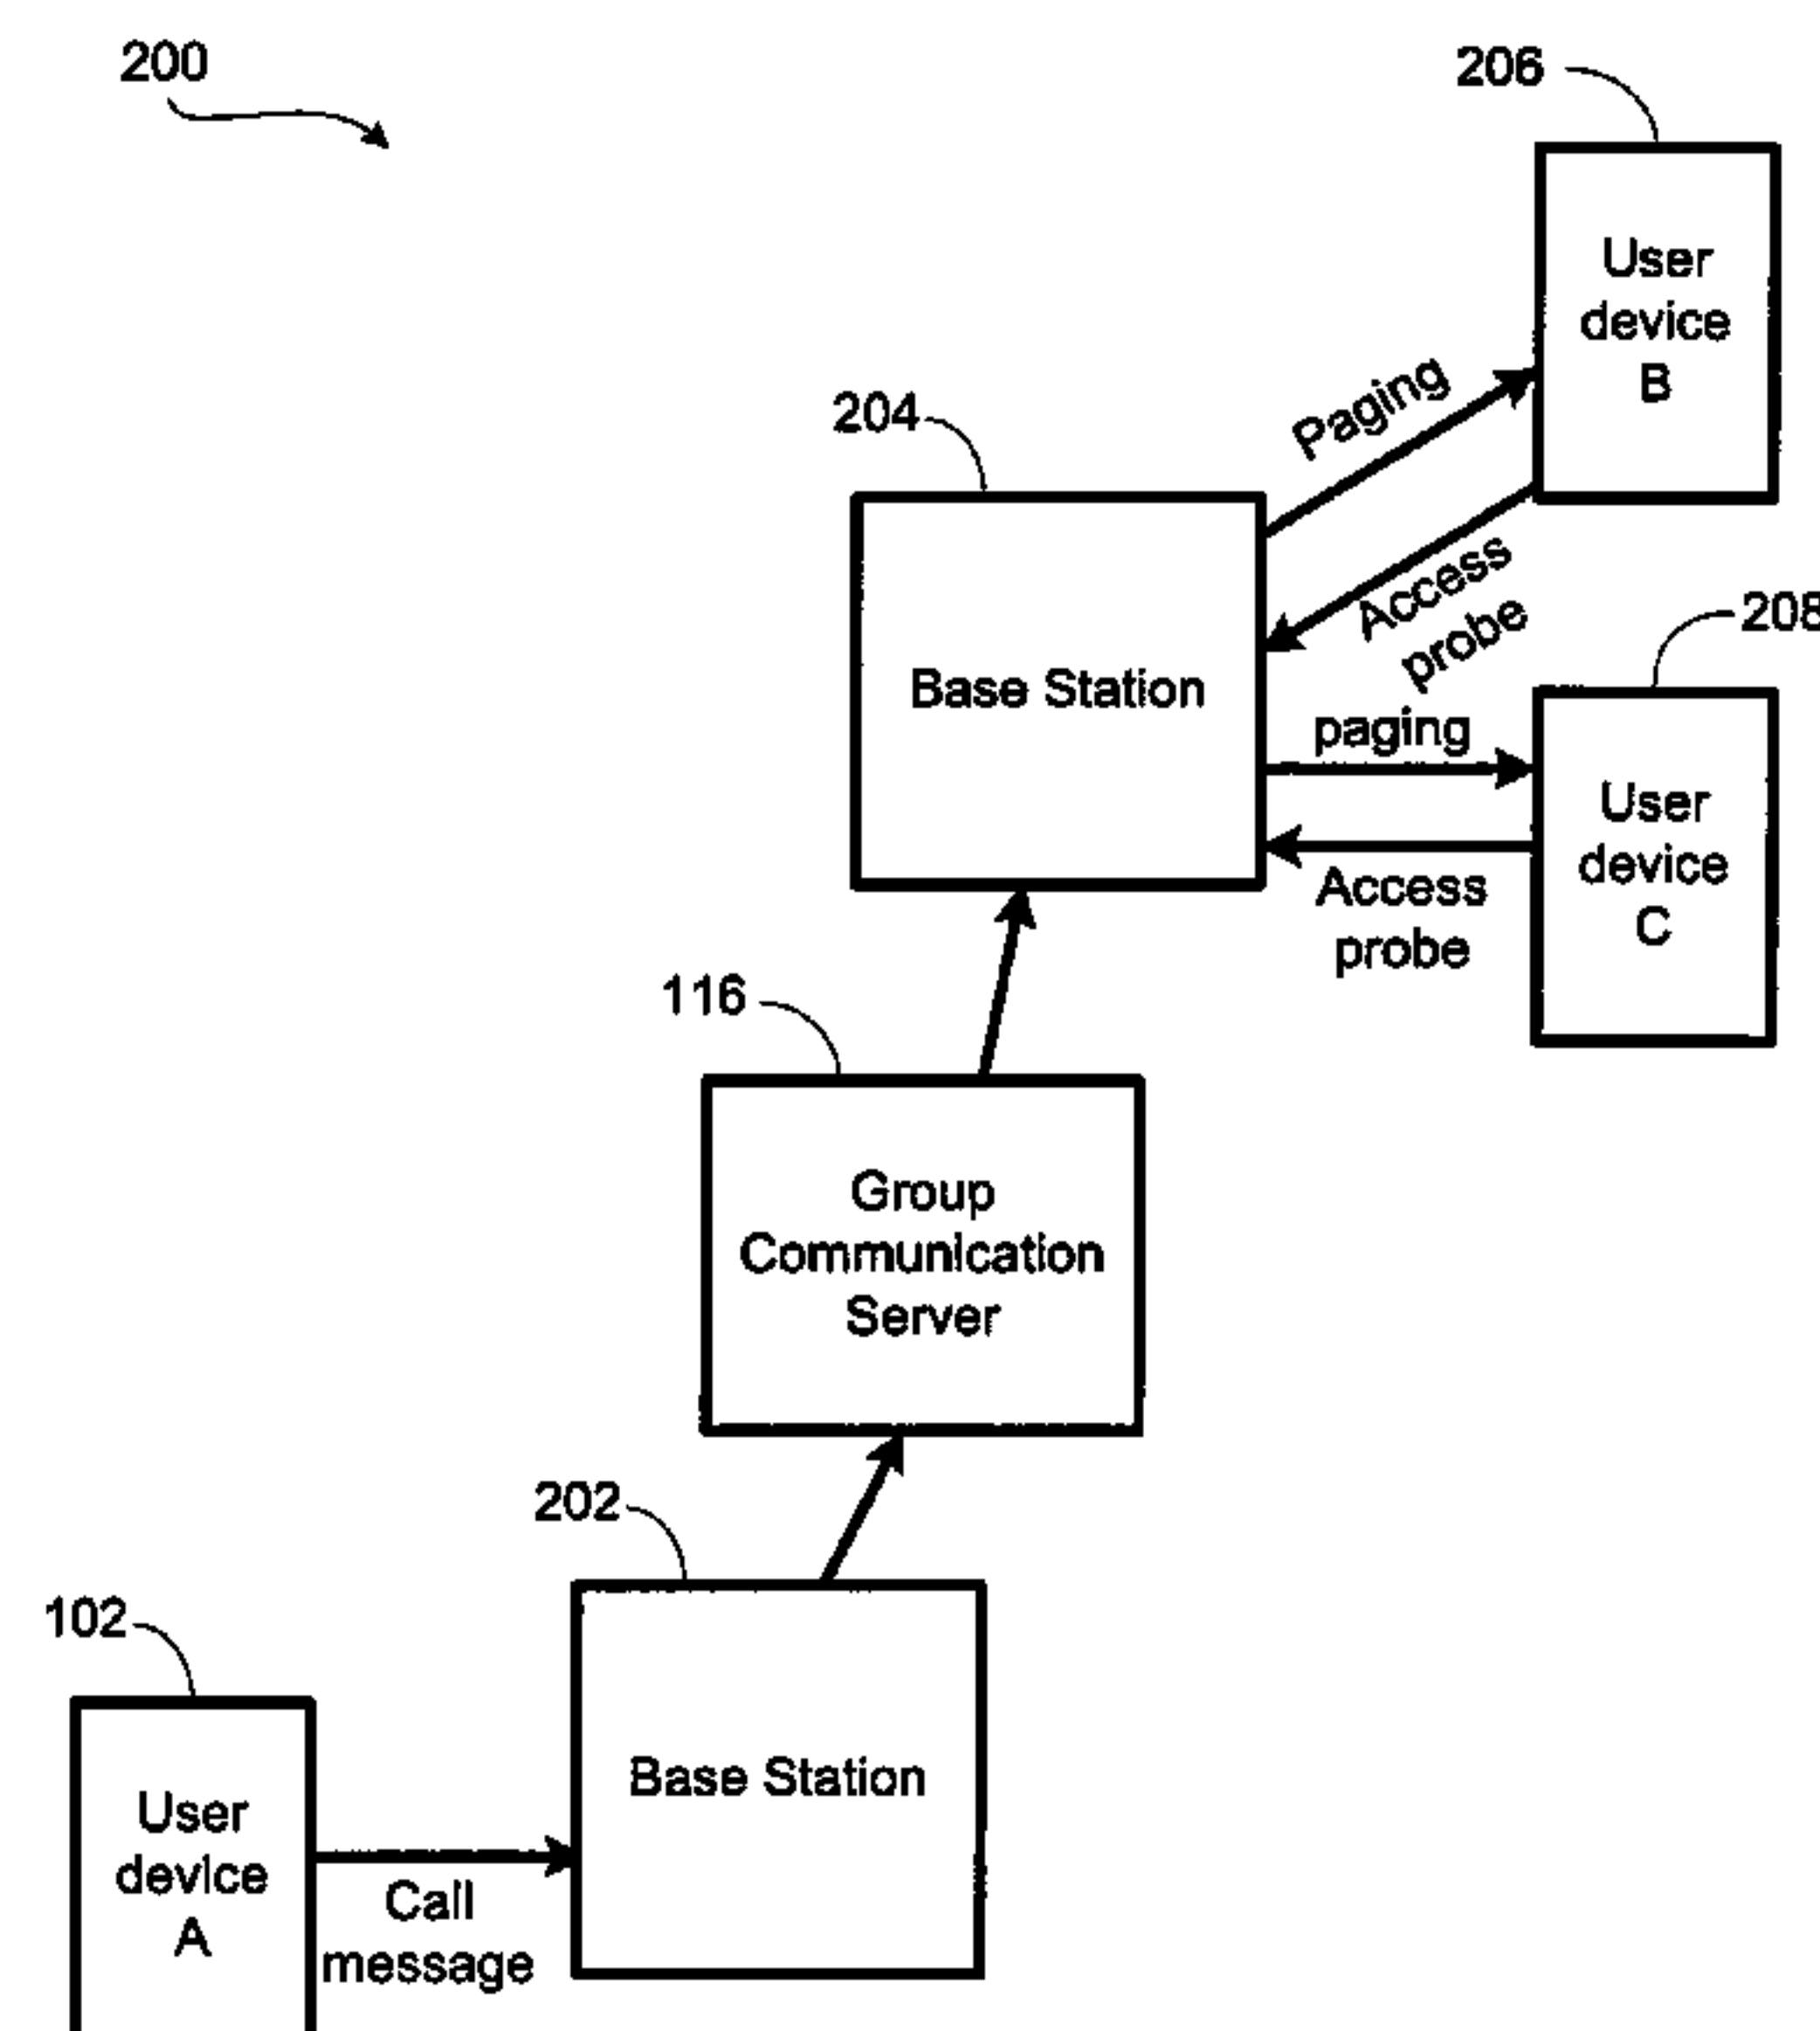 200
206
User
device
B
204
Paging
Access
probe
208
Base Station
paging
User
device
C
Access
probe
116
Group
Communication
Server
202
102
Base Station
User
device
A
Call
message